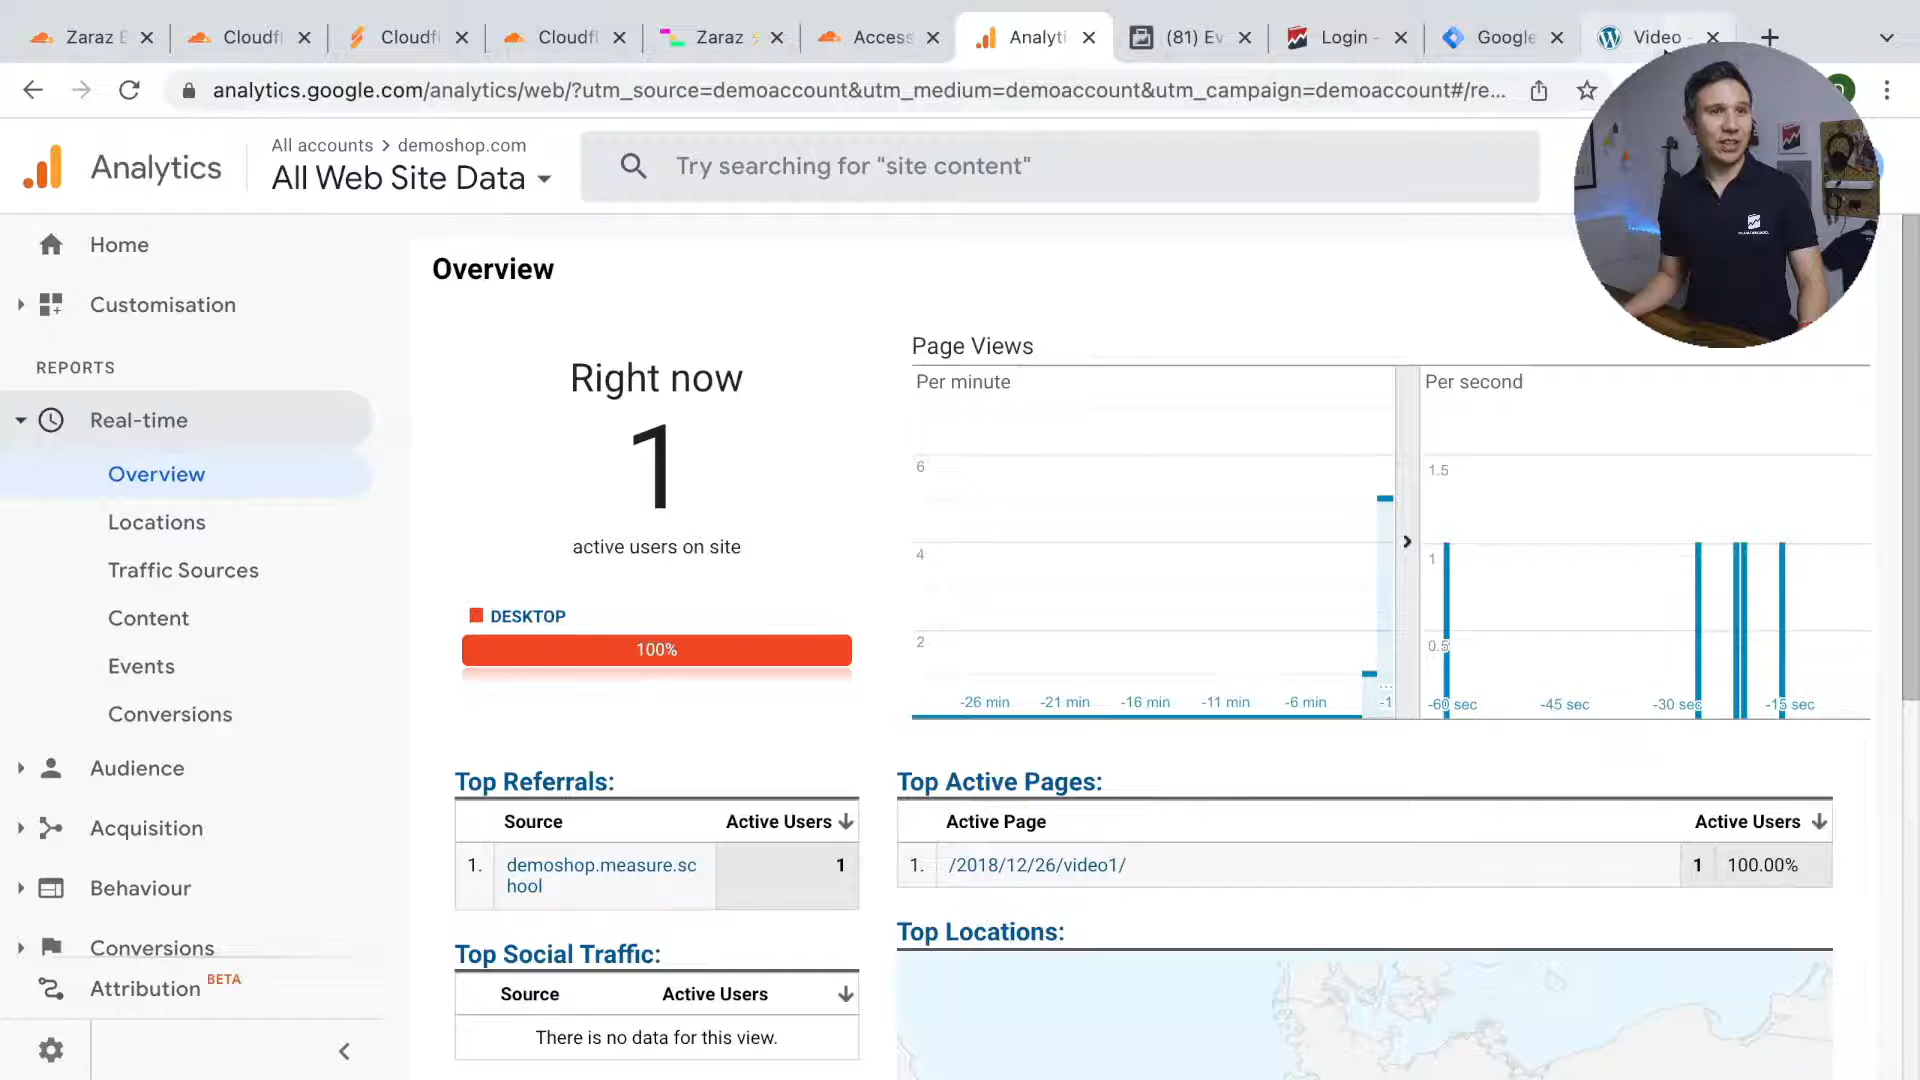 Zaraz
Cloudfl
Cloudfl
Cloudfl
Zaraz
Access
Analyti
(81) Ev
Login -
Google
Video -
analytics.google.com/analytics/web/?utm_source=demoaccount&utm_medium=demoaccount&utm_campaign=demoaccount#/re...
Analytics
All accounts > demoshop.com
All Web Site Data
Try searching for "site content"
Home
Customisation
REPORTS
Real-time
Overview
Locations
Traffic Sources
Content
Events
Conversions
Audience
Acquisition
Behaviour
Conversions
Attribution BETA
Overview
Right now
1
active users on site
DESKTOP
100%
Page Views
Per minute
6
4
2
-26 min
-21 min
-16 min
-11 min
-6 min
-1
Per second
1.5
1
0.5
-60 sec
-45 sec
-30 sec
-15 sec
Top Referrals:
Source Active Users
1. demoshop.measure.sc
hool 1
Top Social Traffic:
Source Active Users
There is no data for this view.
Top Active Pages:
Active Page Active Users
1. /2018/12/26/video1/ 1 100.00%
Top Locations: